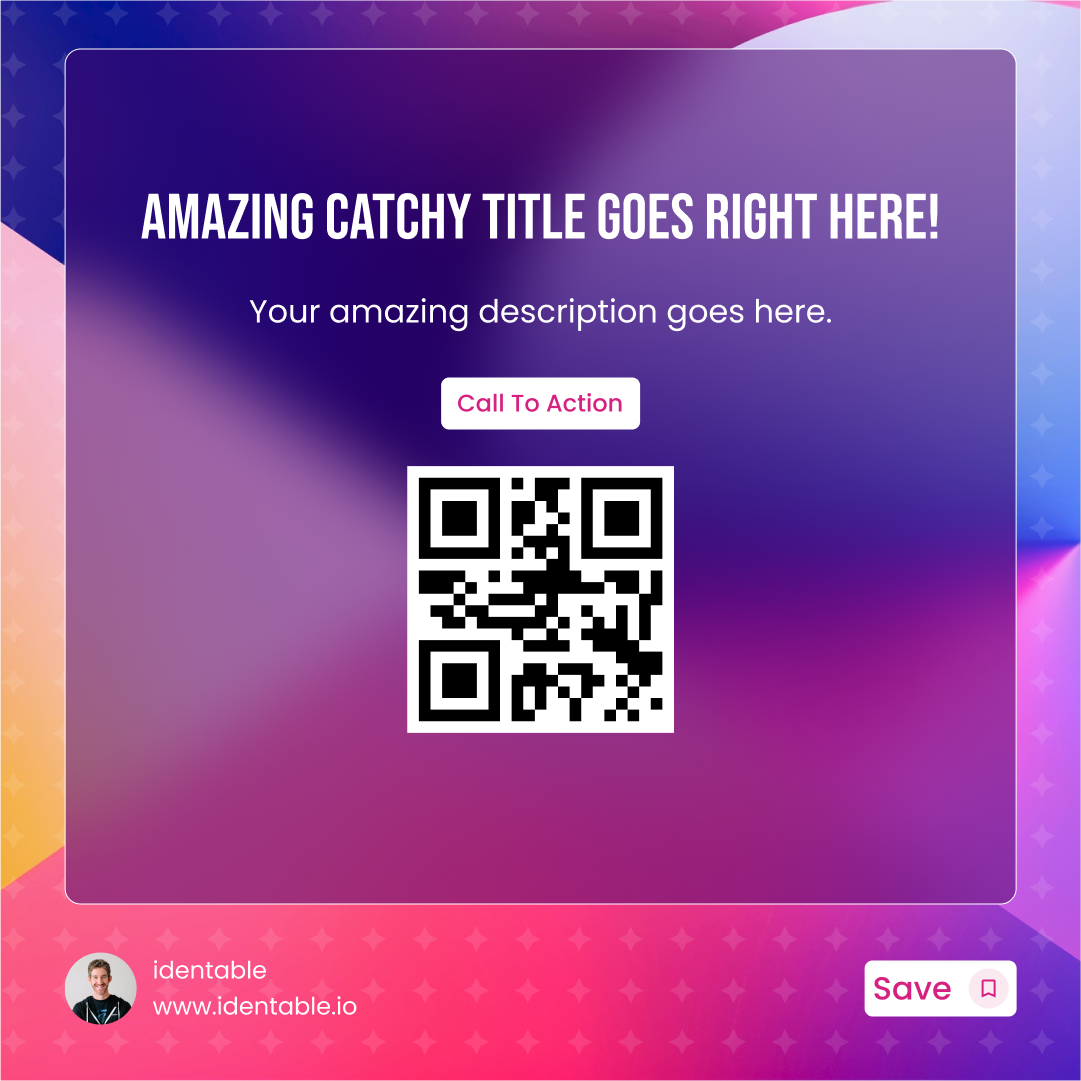 AMAZING CATCHY TITLE GOES RIGHT HERE!
Your amazing description goes here.
Call To Action
identable
www.identable.io
Save